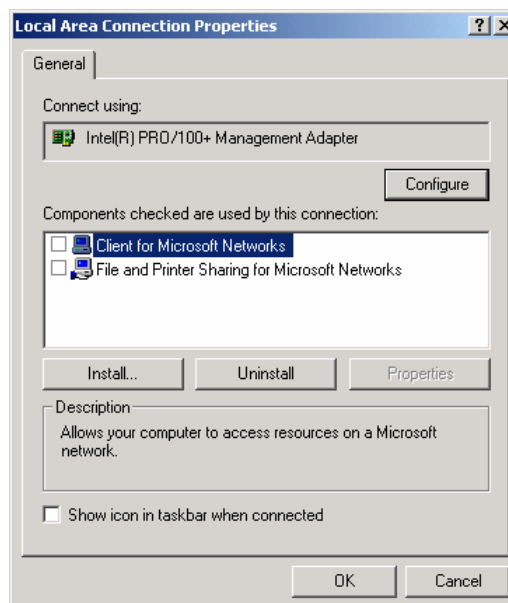 Local Area Connection Properties
General
Connect using:
Intel(R) PRO/100+ Management Adapter
Configure
Components checked are used by this connection:
Client for Microsoft Networks
File and Printer Sharing for Microsoft Networks
Install...
Uninstall
Properties
Description
Allows your computer to access resources on a Microsoft
network.
Show icon in taskbar when connected
OK
Cancel